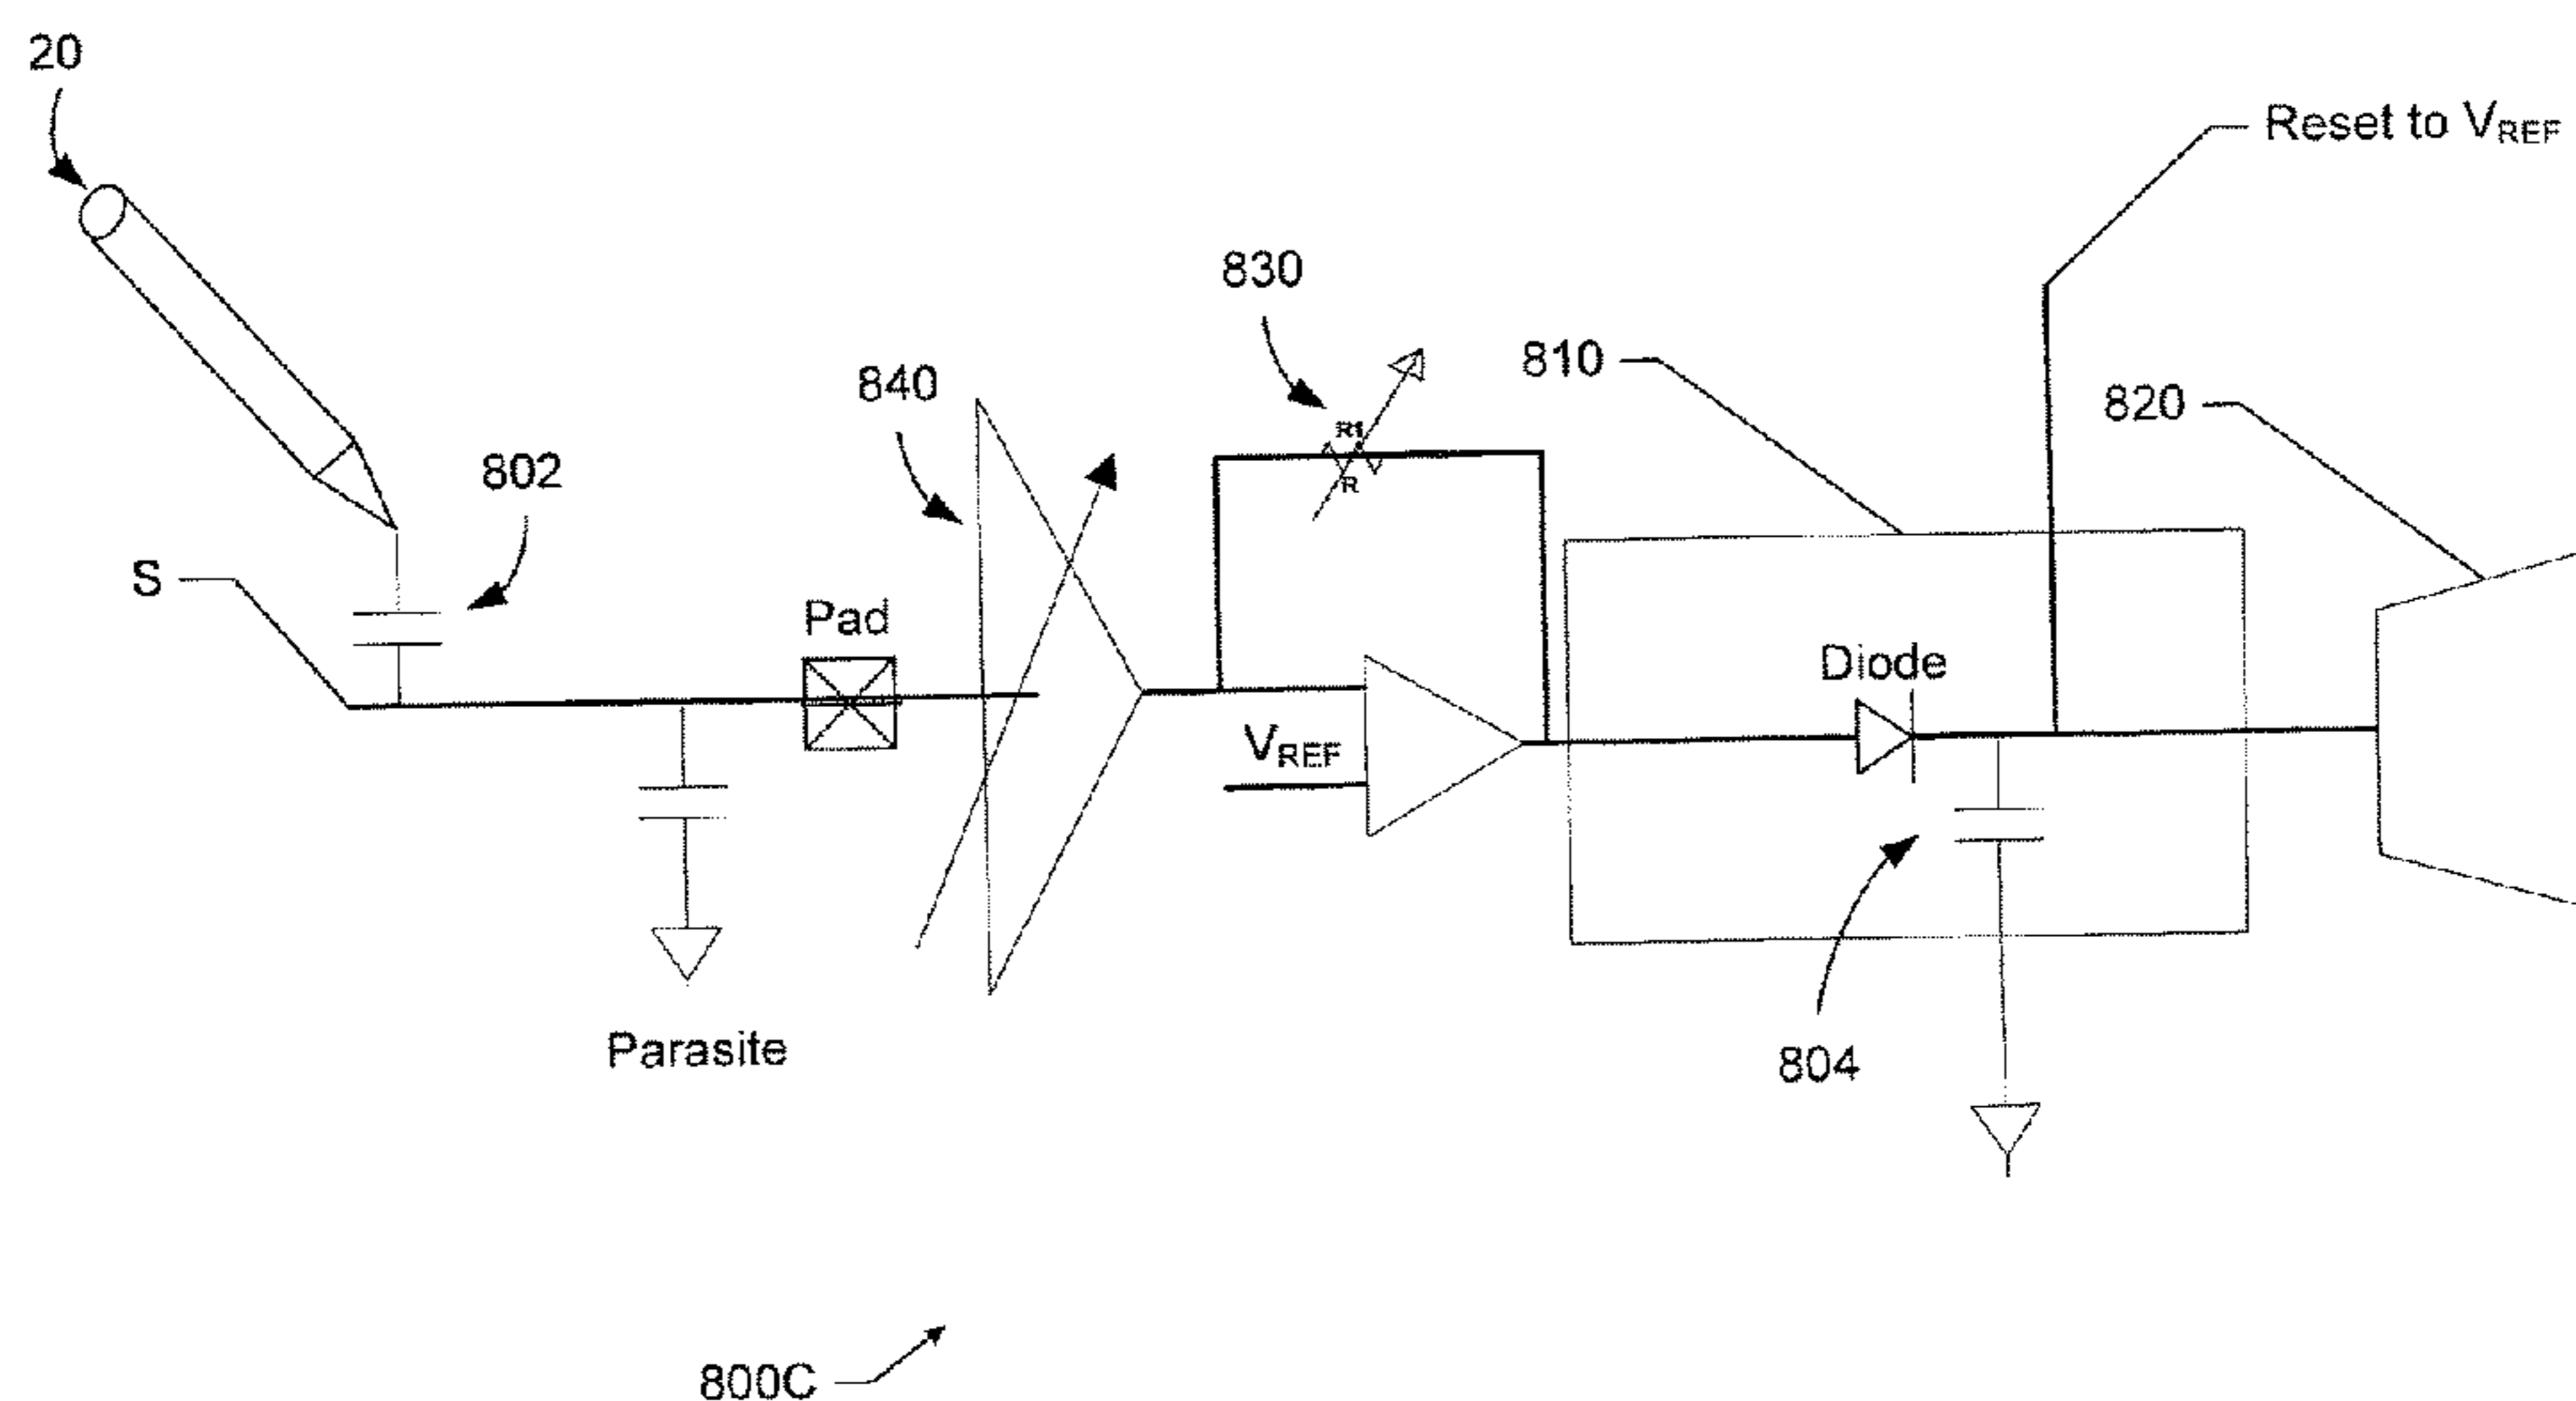 20
Reset to VREF
830
810
840
820
R1
802
R
S
Pad
Diode
VREF
Parasite
804
800C